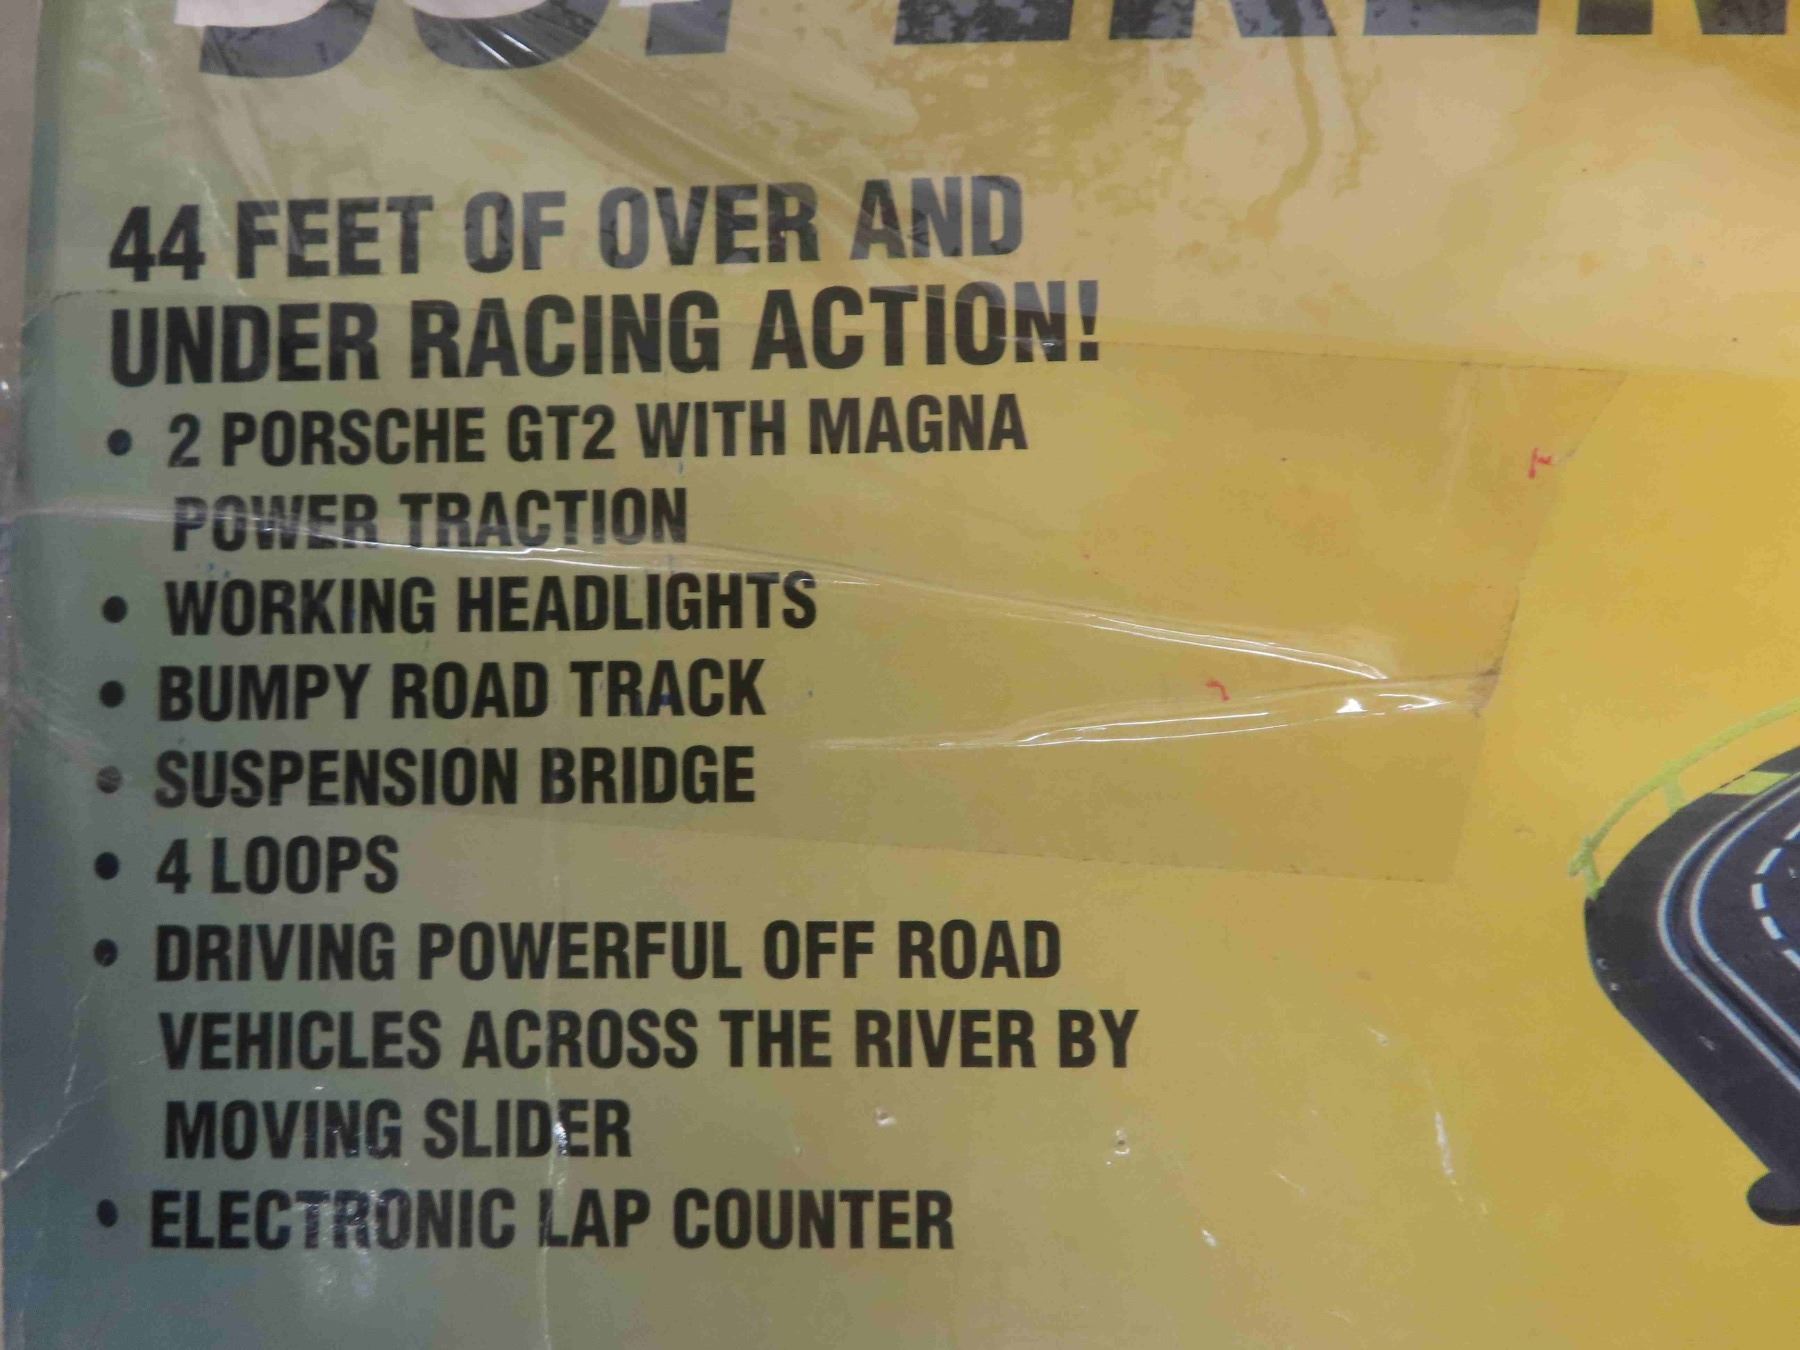 44 FEET OF OVER AND
UNDER RACING ACTION!
• 2 PORSCHE GT2 WITH MAGNA
POWER TRACTION
• WORKING HEADLIGHTS
• BUMPY ROAD TRACK
• SUSPENSION BRIDGE
• 4 LOOPS
• DRIVING POWERFUL OFF ROAD
VEHICLES ACROSS THE RIVER BY
MOVING SLIDER
• ELECTRONIC LAP COUNTER